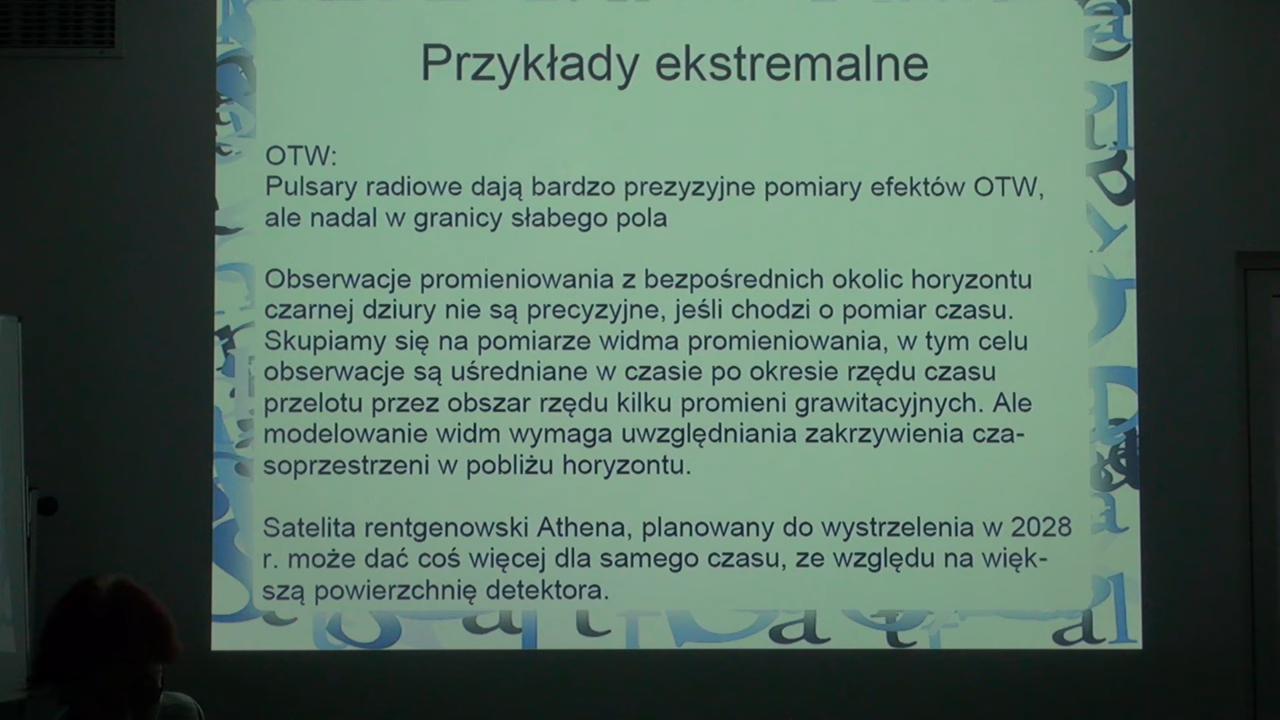 Przykłady ekstremalne
OTW:
Pulsary radiowe dają bardzo prezyzyjne pomiary efektów OTW,
ale nadal w granicy słabego pola
Obserwacje promieniowania z bezpośrednich okolic horyzontu
czarnej dziury nie są precyzyjne, jeśli chodzi o pomiar czasu.
Skupiamy się na pomiarze widma promieniowania, w tym celu
obserwacje są uśredniane w czasie po okresie rzędu czasu
przelotu przez obszar rzędu kilku promieni grawitacyjnych. Ale
modelowanie widm wymaga uwzględniania zakrzywienia cza-
soprzestrzeni w pobliżu horyzontu.
Satelita rentgenowski Athena, planowany do wystrzelenia w 2028
r. może dać coś więcej dla samego czasu, ze względu na więk-
szą powierzchnię detektora.